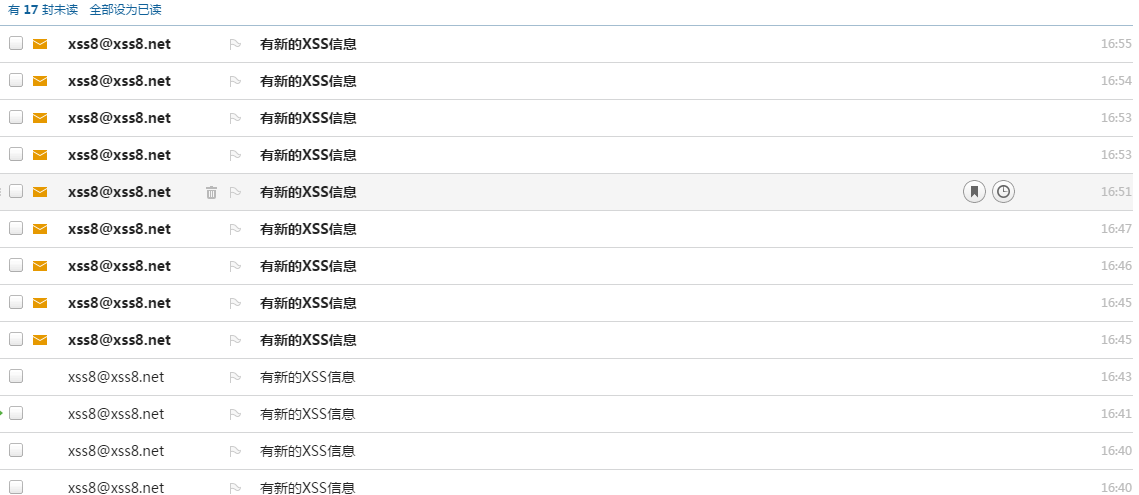 有 17 封未读 全部设为已读
xss8@xss8.net 有新的XSS信息 16:55
xss8@xss8.net 有新的XSS信息 16:54
xss8@xss8.net 有新的XSS信息 16:53
xss8@xss8.net 有新的XSS信息 16:53
xss8@xss8.net 有新的XSS信息 16:51
xss8@xss8.net 有新的XSS信息 16:47
xss8@xss8.net 有新的XSS信息 16:46
xss8@xss8.net 有新的XSS信息 16:45
xss8@xss8.net 有新的XSS信息 16:45
xss8@xss8.net 有新的XSS信息 16:43
xss8@xss8.net 有新的XSS信息 16:41
xss8@xss8.net 有新的XSS信息 16:40
xss8@xss8.net 有新的XSS信息 16:40